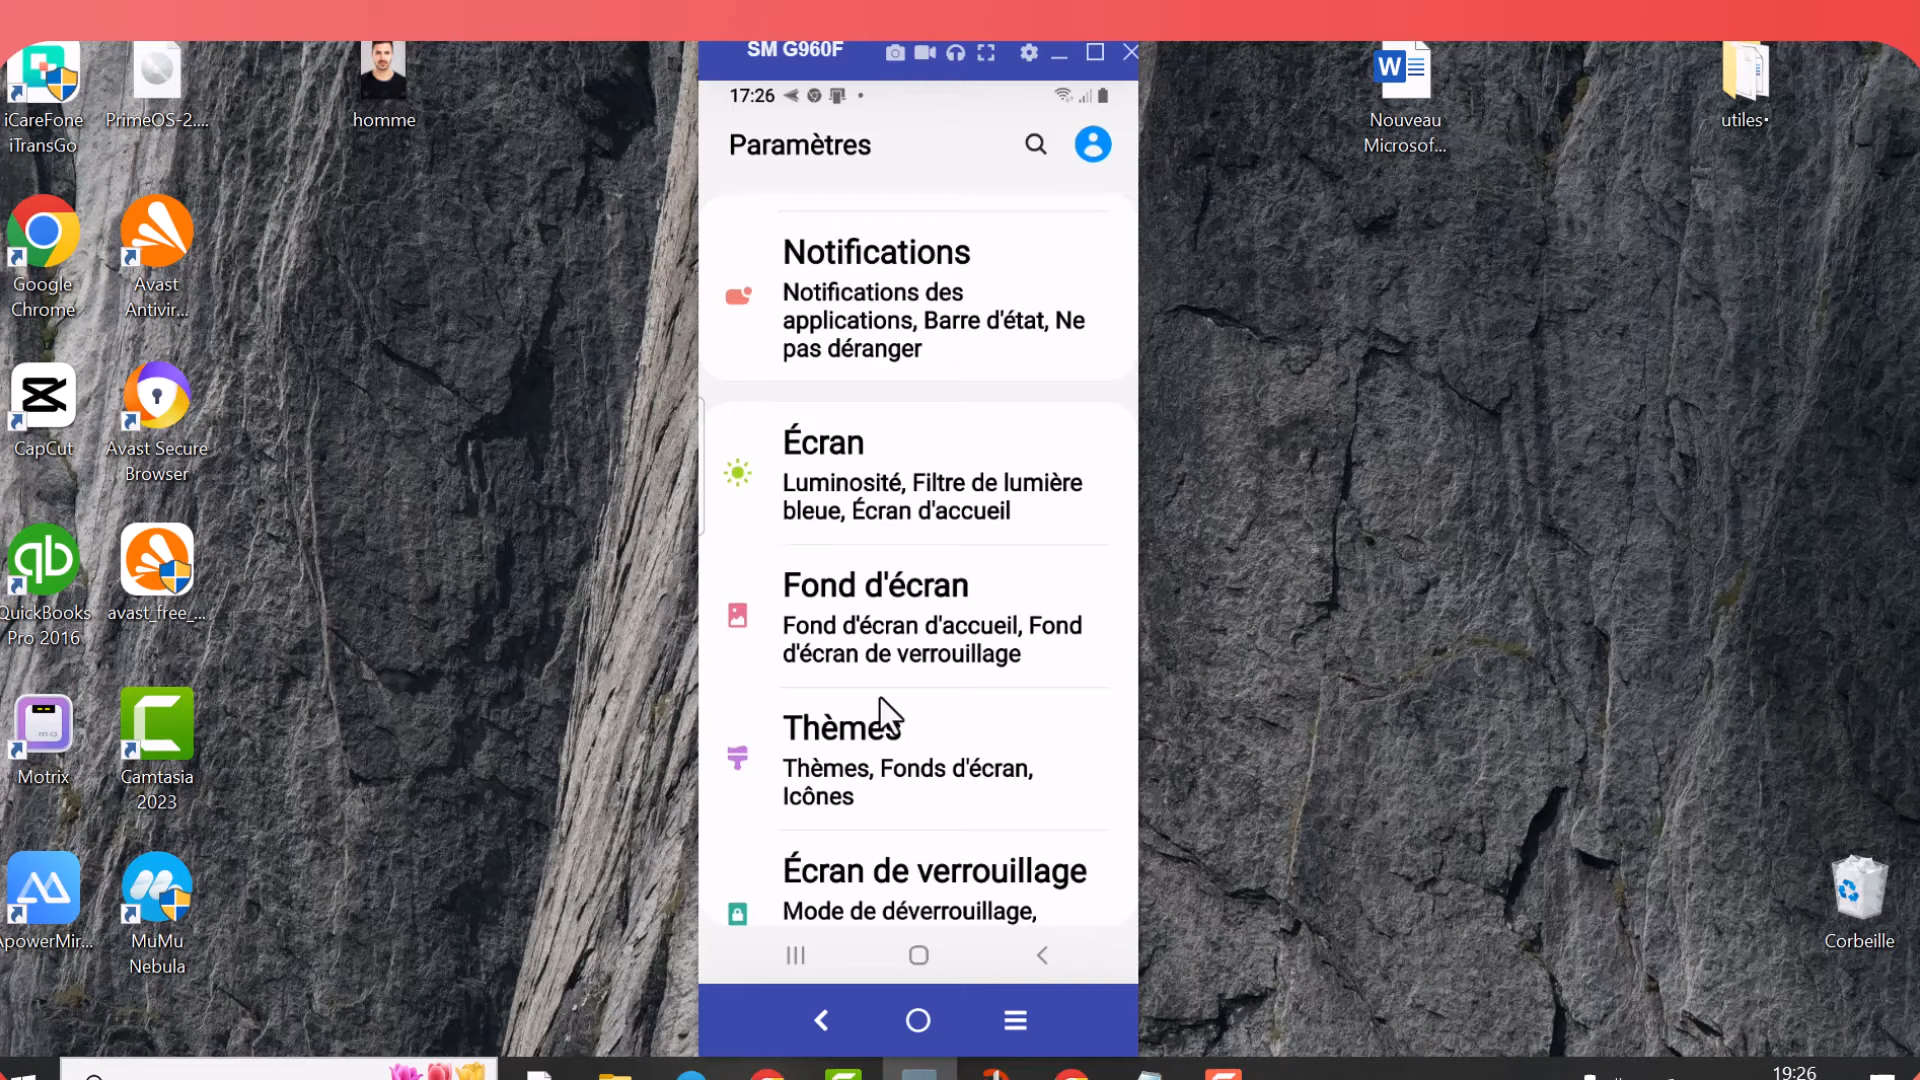 SM G960F
17:26
Paramètres
Notifications
Notifications des
applications, Barre d'état, Ne
pas déranger
Écran
Luminosité, Filtre de lumière
bleue, Écran d'accueil
Fond d'écran
Fond d'écran d'accueil, Fond
d'écran de verrouillage
Thèmes
Thèmes, Fonds d'écran,
Icônes
Écran de verrouillage
Mode de déverrouillage,
iCareFone
iTransGo
PrimeOS-2....
homme
Google
Chrome
Avast
Antivir...
CapCut
Avast Secure
Browser
QuickBooks
Pro 2016
avast_free_...
Motrix
Camtasia
2023
ApowerMir...
MuMu
Nebula
Nouveau
Microsof...
utiles
Corbeille
19:26